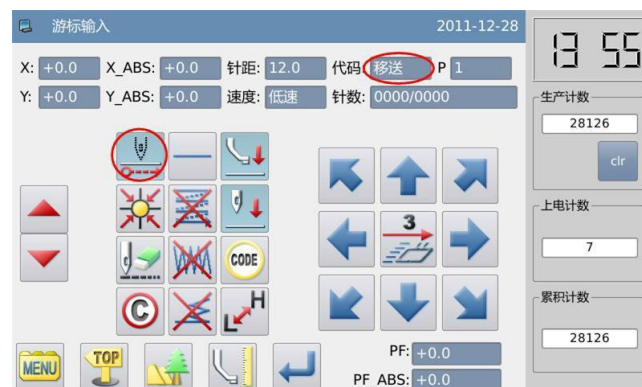 游标输入 2011-12-28
X: +0.0 X_ABS: +0.0 针距: 12.0 代码: 移送 P 1
Y: +0.0 Y_ABS: +0.0 速度: 低速 针数: 0000/0000
13 55
生产计数
28126
clr
上电计数
7
累积计数
28126
3
CODE
C
L H
MENU
TOP
PF: +0.0
PF_ABS: +0.0